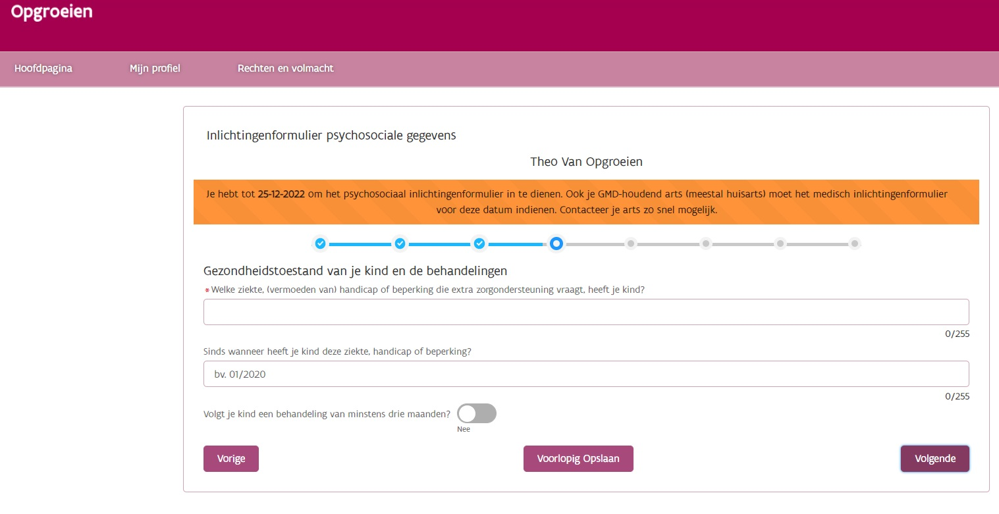 Opgroeien
Hoofdpagina Mijn profiel Rechten en volmacht
Inlichtingenformulier psychosociale gegevens
Theo Van Opgroeien
Je hebt tot 25-12-2022 om het psychosociaal inlichtingenformulier in te dienen. Ook je GMD-houdend arts (meestal huisarts) moet het medisch inlichtingenformulier
voor deze datum indienen. Contacteer je arts zo snel mogelijk.
Gezondheidstoestand van je kind en de behandelingen
* Welke ziekte, (vermoeden van) handicap of beperking die extra zorgondersteuning vraagt, heeft je kind?
0/255
Sinds wanneer heeft je kind deze ziekte, handicap of beperking?
bv. 01/2020
0/255
Volgt je kind een behandeling van minstens drie maanden?
Nee
Vorige Voorlopig Opslaan Volgende